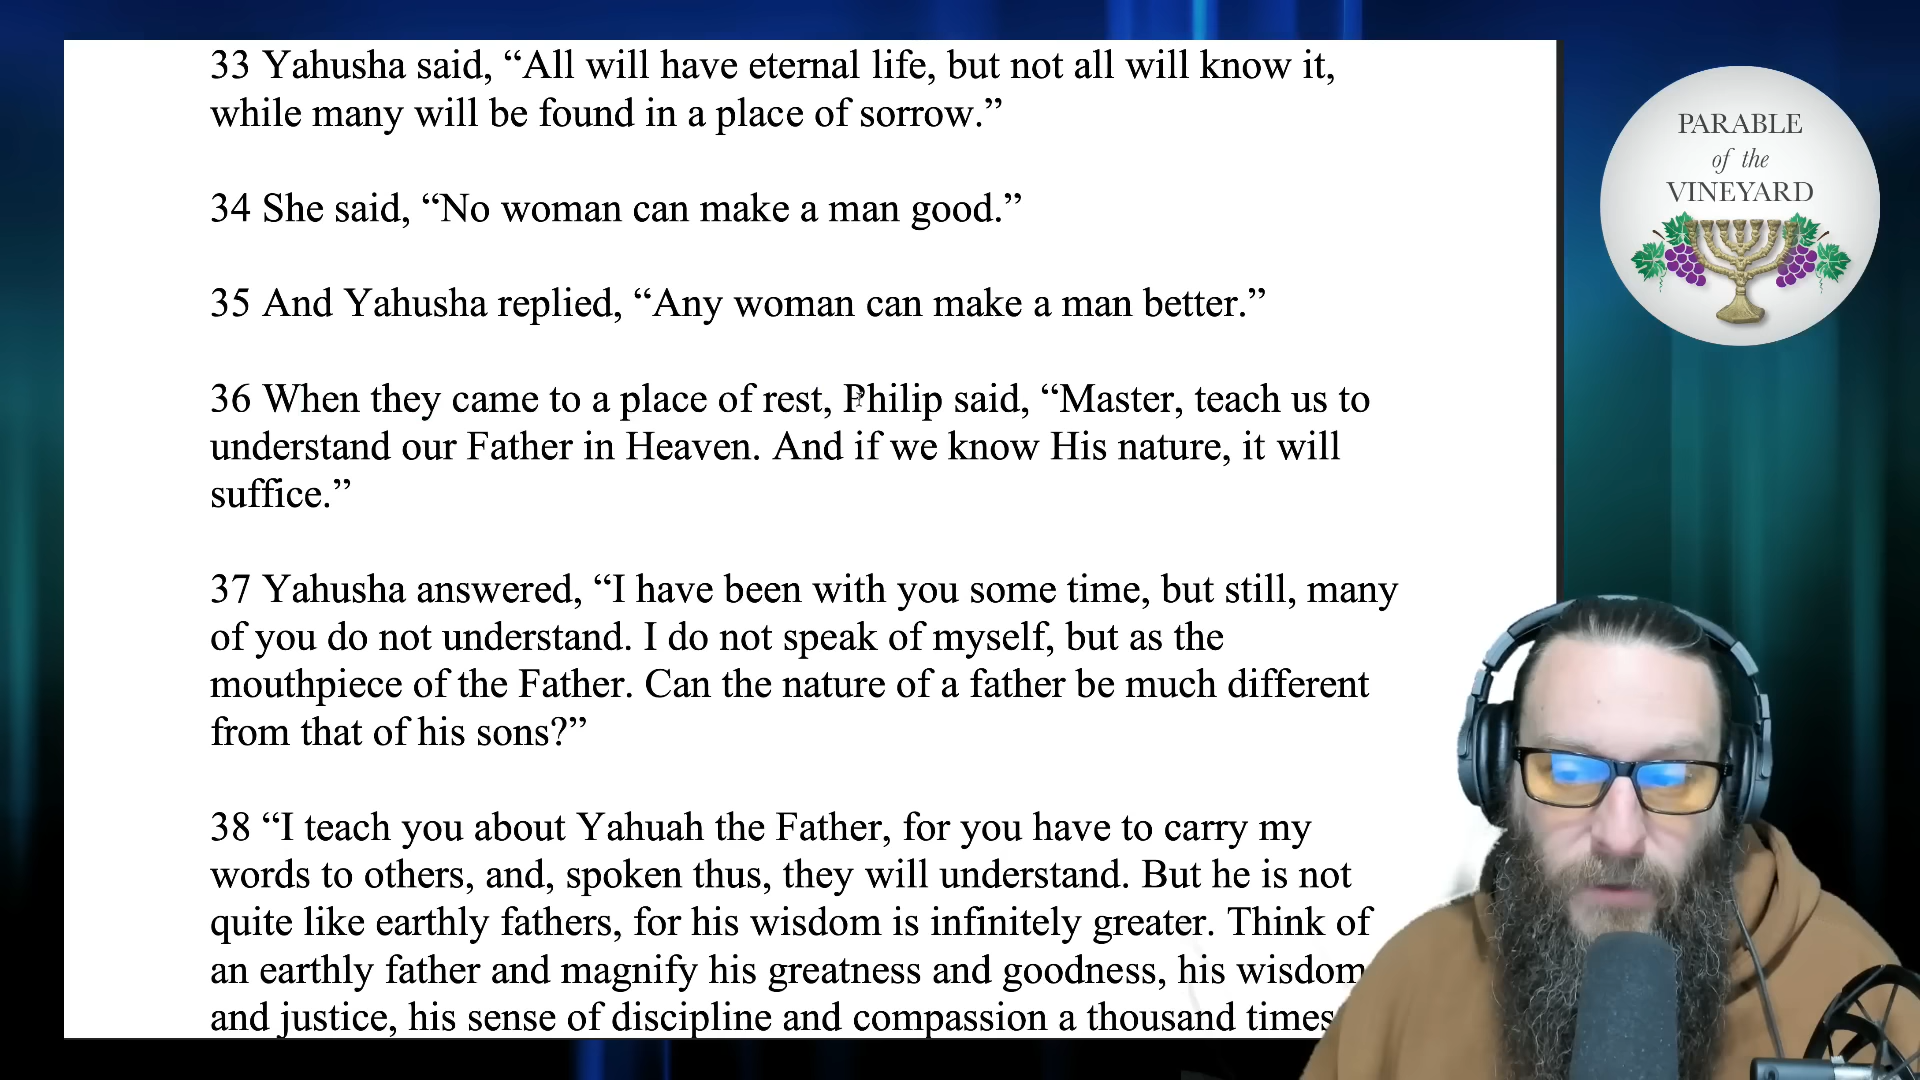 33 Yahusha said, “All will have eternal life, but not all will know it,
while many will be found in a place of sorrow.”
34 She said, “No woman can make a man good.”
35 And Yahusha replied, “Any woman can make a man better.”
36 When they came to a place of rest, Philip said, “Master, teach us to
understand our Father in Heaven. And if we know His nature, it will
suffice.”
37 Yahusha answered, “I have been with you some time, but still, many
of you do not understand. I do not speak of myself, but as the
mouthpiece of the Father. Can the nature of a father be much different
from that of his sons?”
38 “I teach you about Yahuah the Father, for you have to carry my
words to others, and, spoken thus, they will understand. But he is not
quite like earthly fathers, for his wisdom is infinitely greater. Think of
an earthly father and magnify his greatness and goodness, his wisdom
and justice, his sense of discipline and compassion a thousand times
PARABLE
of the
VINEYARD